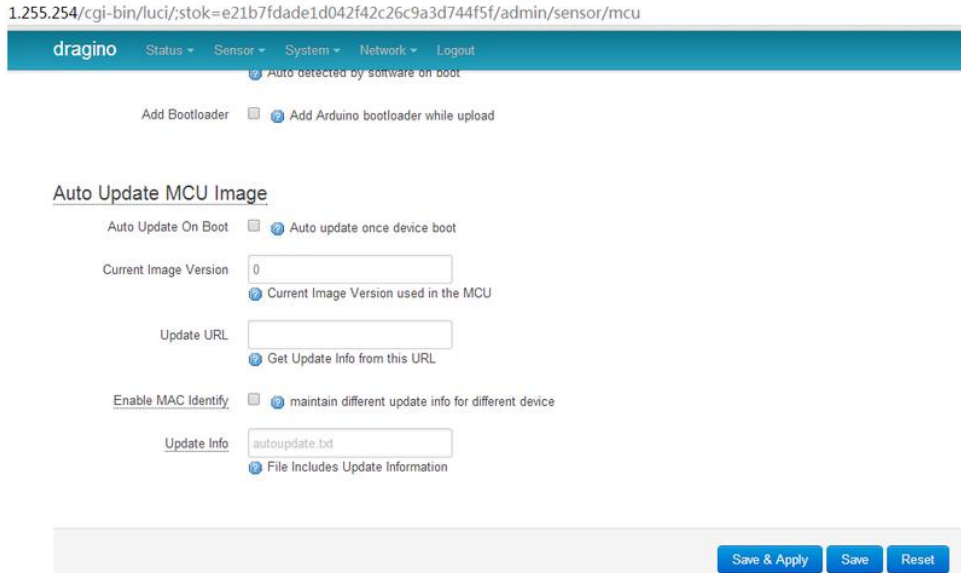 1.255.254/cgi-bin/luci/;stok=e21b7fdade1d042f42c26c9a3d744f5f/admin/sensor/mcu
dragino Status Sensor System Network Logout
Auto detected by software on boot
Add Bootloader Add Arduino bootloader while upload
Auto Update MCU Image
Auto Update On Boot Auto update once device boot
Current Image Version 0
Current Image Version used in the MCU
Update URL
Get Update Info from this URL
Enable MAC Identify maintain different update info for different device
Update Info autoupdate.txt
File Includes Update Information
Save & Apply Save Reset